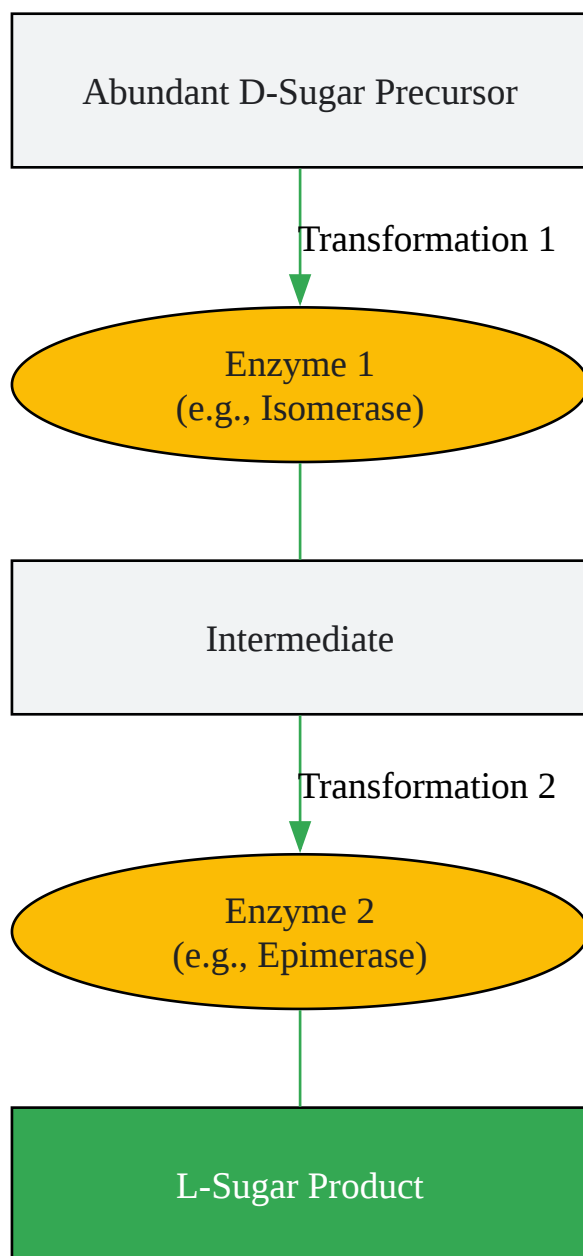 Abundant D-Sugar Precursor
Transformation 1
Enzyme 1
(e.g., Isomerase)
Intermediate
Transformation 2
Enzyme 2
(e.g., Epimerase)
L-Sugar Product